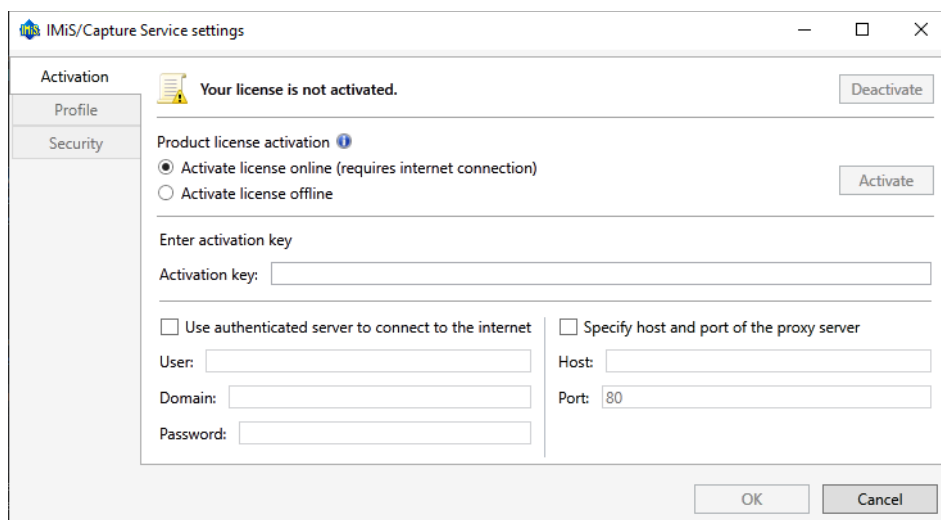 IMiS IMiS/Capture Service settings
Activation
Profile
Security
Your license is not activated.
Deactivate
Product license activation
Activate license online (requires internet connection)
Activate license offline
Activate
Enter activation key
Activation key:
Use authenticated server to connect to the internet
User:
Domain:
Password:
Specify host and port of the proxy server
Host:
Port: 80
OK
Cancel